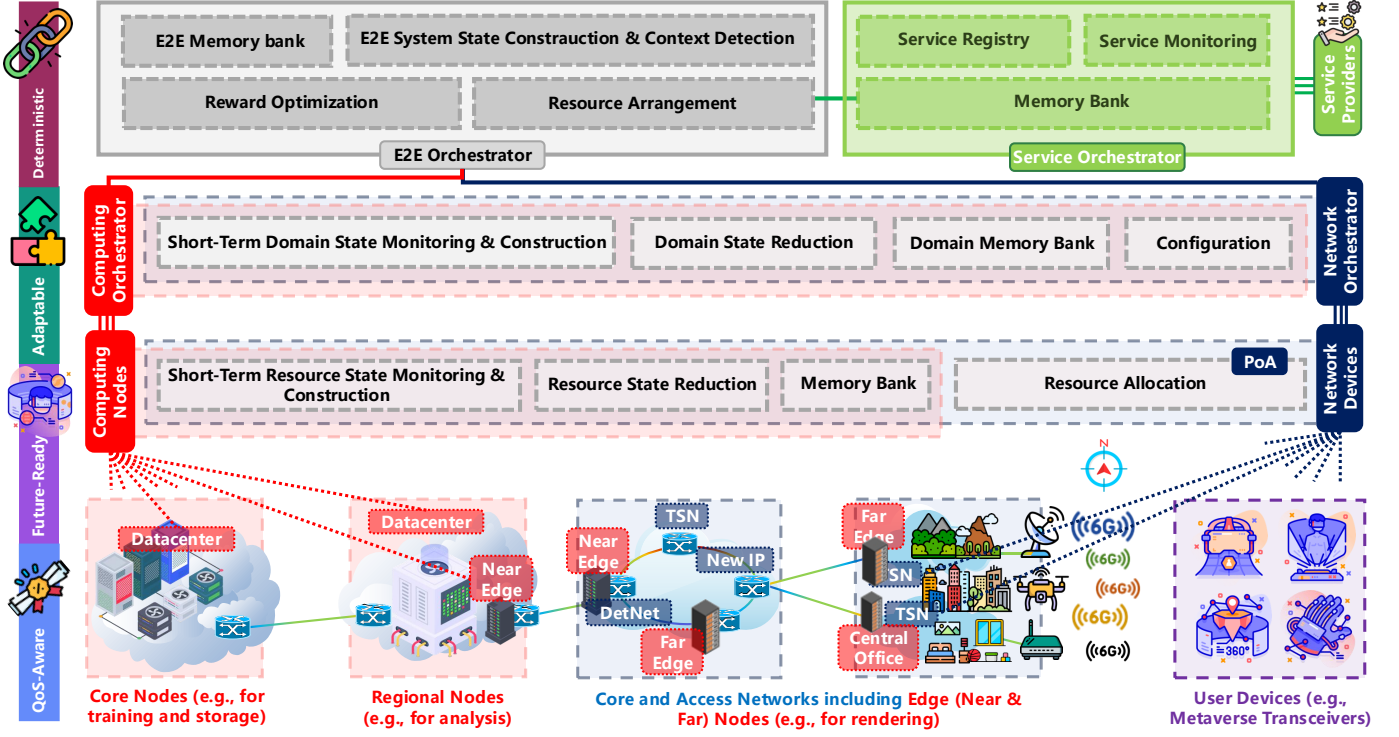 Deterministic
Adaptable
Future-Ready
QoS-Aware
E2E Memory bank
E2E System State Constrauction & Context Detection
Reward Optimization
Resource Arrangement
E2E Orchestrator
Service Registry
Service Monitoring
Memory Bank
Service Orchestrator
Service
Providers
Computing
Orchestrator
Short-Term Domain State Monitoring & Construction
Domain State Reduction
Domain Memory Bank
Configuration
Network
Orchestrator
Computing
Nodes
Short-Term Resource State Monitoring &
Construction
Resource State Reduction
Memory Bank
Resource Allocation
PoA
Network
Devices
N
Datacenter
Datacenter
Near
Edge
Near
Edge
TSN
New IP
DetNet
Far
Edge
Far
Edge
SN
TSN
Central
Office
6G
6G
6G
6G
6G
360°
Core Nodes (e.g., for
training and storage)
Regional Nodes
(e.g., for analysis)
Core and Access Networks including Edge (Near &
Far) Nodes (e.g., for rendering)
User Devices (e.g.,
Metaverse Transceivers)